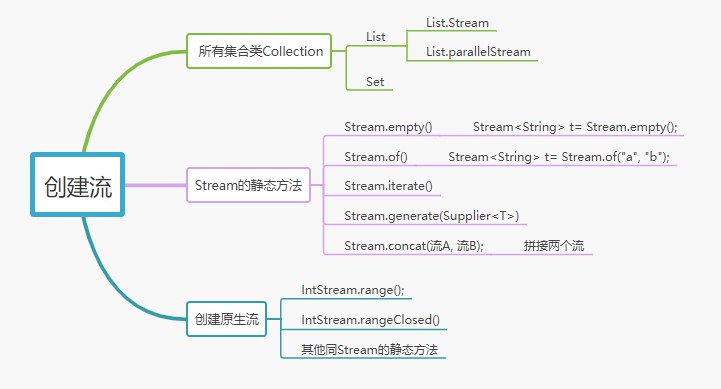 创建流
所有集合类Collection
List
List.Stream
List.parallelStream
Set
Stream的静态方法
Stream.empty() Stream<String> t= Stream.empty();
Stream.of() Stream<String> t= Stream.of("a", "b");
Stream.iterate()
Stream.generate(Supplier<T>)
Stream.concat(流A, 流B); 拼接两个流
创建原生流
IntStream.range();
IntStream.rangeClosed()
其他同Stream的静态方法